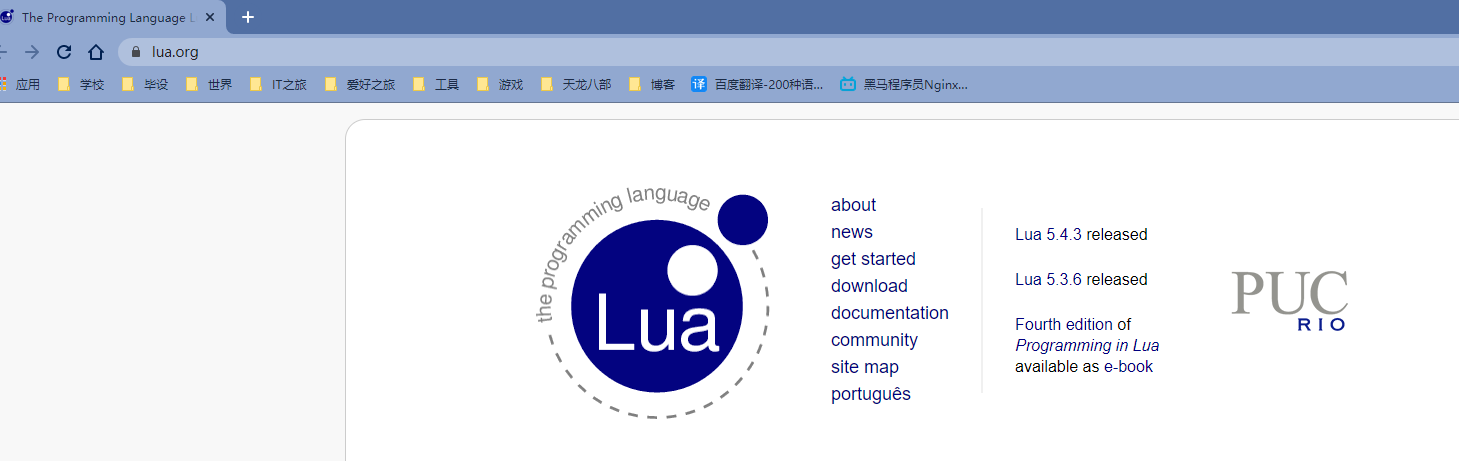 The Programming Language L
lua.org
应用 学校 毕设 世界 IT之旅 爱好之旅 工具 游戏 天龙八部 博客 译 百度翻译-200种语... 黑马程序员Nginx...
the programming language
Lua
about
news
get started
download
documentation
community
site map
português
Lua 5.4.3 released
Lua 5.3.6 released
Fourth edition of
Programming in Lua
available as e-book
PUC
RIO